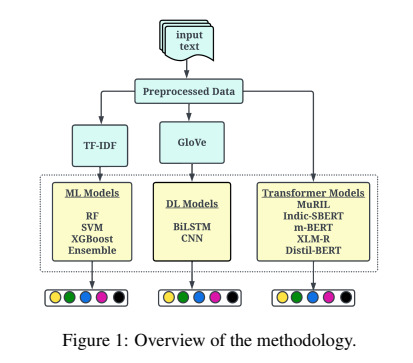 input
text
Preprocessed Data
TF-IDF
GloVe
ML Models
RF
SVM
XGBoost
Ensemble
DL Models
BiLSTM
CNN
Transformer Models
MuRIL
Indic-SBERT
m-BERT
XLM-R
Distil-BERT
Figure 1: Overview of the methodology.